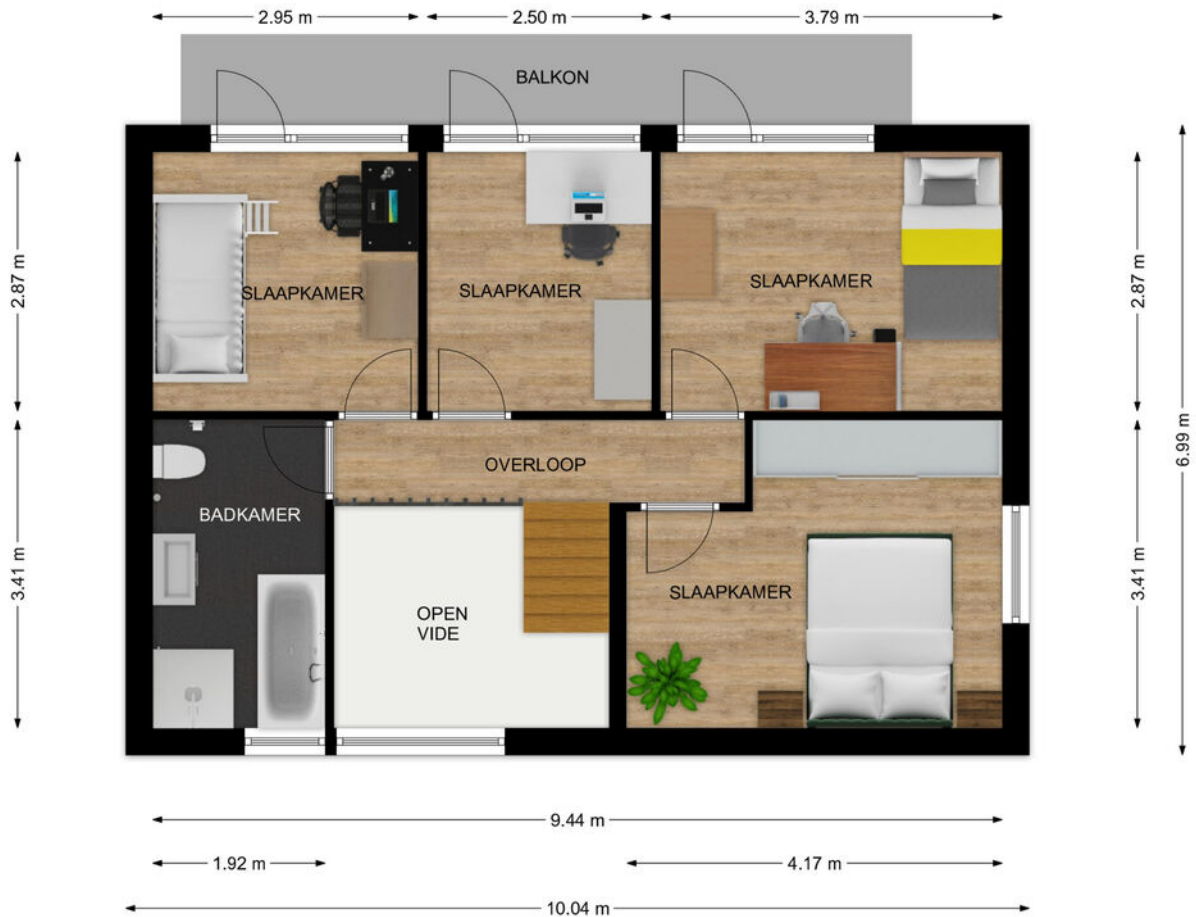 2.95 m
2.50 m
3.79 m
BALKON
2.87 m
SLAAPKAMER
SLAAPKAMER
SLAAPKAMER
2.87 m
6.99 m
OVERLOOP
BADKAMER
3.41 m
OPEN
VIDE
SLAAPKAMER
3.41 m
9.44 m
1.92 m
4.17 m
10.04 m